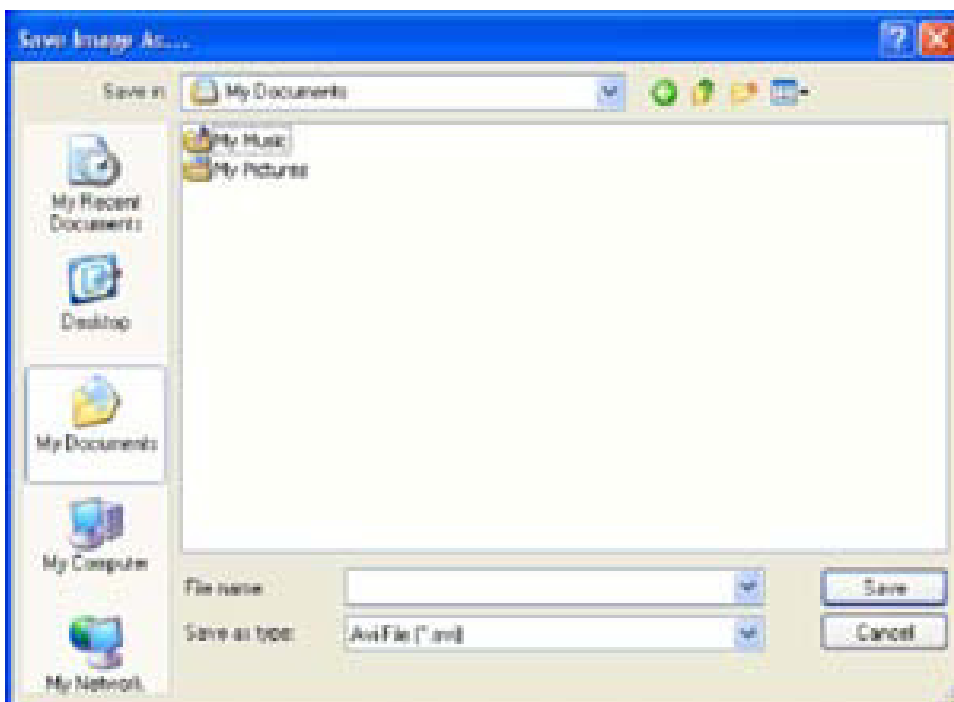 Save Image As...
Save in
My Documents
My Music
My Pictures
My Recent
Documents
Desktop
My Documents
My Computer
My Network
File name
Save
Save as type:
Avi File (*.avi)
Cancel